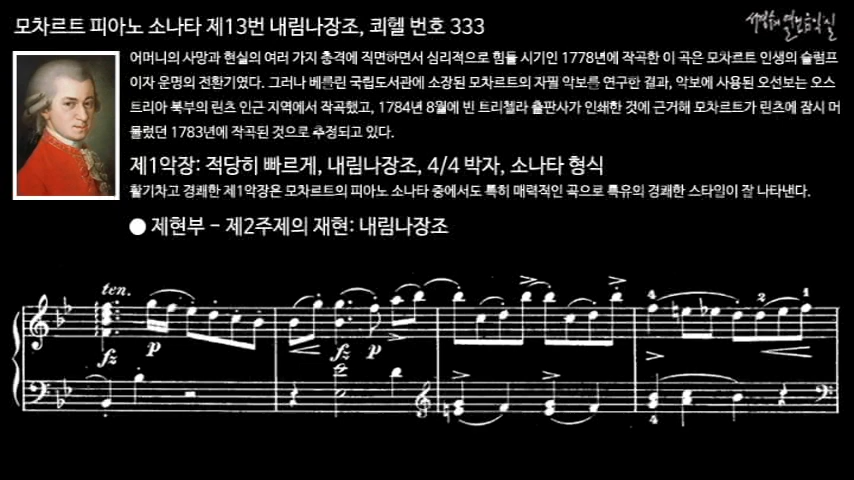 모차르트 피아노 소나타 제13번 내림나장조, 쾨헬 번호 333
서정하의 열린음악실
어머니의 사망과 현실의 여러 가지 충격에 직면하면서 심리적으로 힘들 시기인 1778년에 작곡한 이 곡은 모차르트 인생의 슬럼프
이자 운명의 전환기였다. 그러나 베를린 국립도서관에 소장된 모차르트의 자필 악보를 연구한 결과, 악보에 사용된 오선보는 오스
트리아 북부의 린츠 인근 지역에서 작곡했고, 1784년 8월에 빈 트리첼라 출판사가 인쇄한 것에 근거해 모차르트가 린츠에 잠시 머
물렀던 1783년에 작곡된 것으로 추정되고 있다.
제1악장: 적당히 빠르게, 내림나장조, 4/4 박자, 소나타 형식
활기차고 경쾌한 제1악장은 모차르트의 피아노 소나타 중에서도 특히 매력적인 곡으로 특유의 경쾌한 스타일이 잘 나타낸다.
● 제현부 - 제2주제의 재현: 내림나장조
ten.
4 2 1
fz p fz p
4